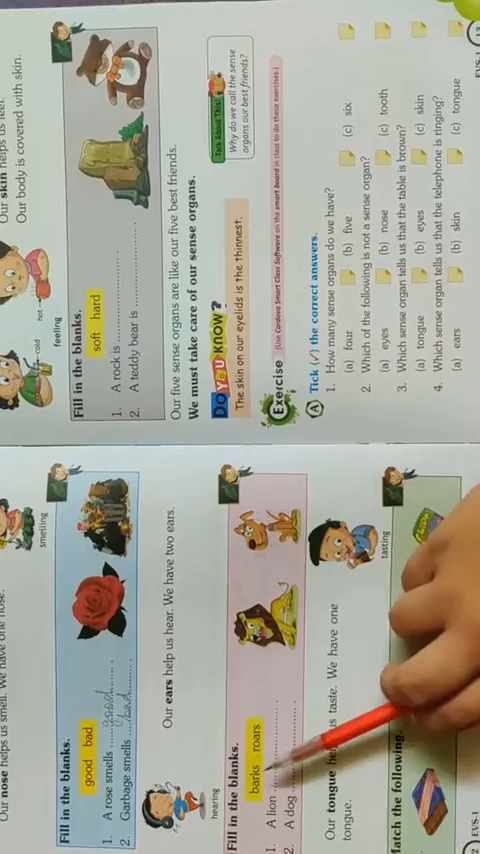 Our nose helps us smell. We have one nose.
smelling
Fill in the blanks.
good bad
1. A rose smells good.
2. Garbage smells bad.
Our ears help us hear. We have two ears.
hearing
Fill in the blanks.
barks roars
1. A lion
2. A dog
Our tongue us taste. We have one
tongue.
tasting
Match the following.
2 EVS-1
Our skin helps us feel.
Our body is covered with skin.
cold
hot
feeling
Fill in the blanks.
soft hard
1. A rock is
2. A teddy bear is
Our five sense organs are like our five best friends.
We must take care of our sense organs.
Talk About This!
Why do we call the sense
organs our best friends?
Do You Know?
The skin on our eyelids is the thinnest.
Exercise (Use Cordova Smart Class Software on the smart board in class to do these exercises.)
A Tick (✓) the correct answers.
1. How many sense organs do we have?
(a) four (b) five (c) six
2. Which of the following is not a sense organ?
(a) eyes (b) nose (c) tooth
3. Which sense organ tells us that the table is brown?
(a) tongue (b) eyes (c) skin
4. Which sense organ tells us that the telephone is ringing?
(a) ears (b) skin (c) tongue
EVS-1 13